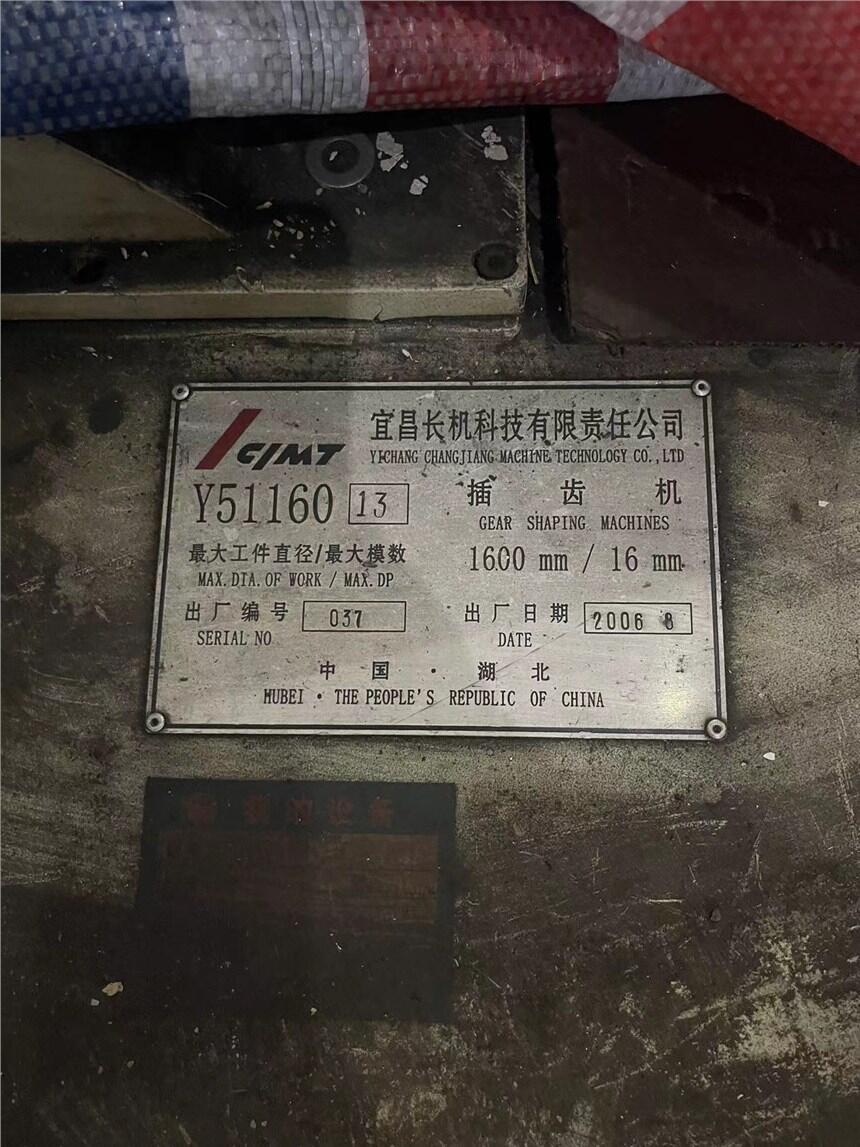 CJMT
宜昌长机科技有限责任公司
YICHANG CHANGJIANG MACHINE TECHNOLOGY CO.,LTD
Y51160 13
插 齿 机
GEAR SHAPING MACHINES
最大工件直径/最大模数
MAX.DIA.OF WORK / MAX.DP
1600 mm / 16 mm
出厂编号 037
SERIAL NO
出厂日期 2006 8
DATE
中 国 · 湖 北
HUBEI · THE PEOPLE'S REPUBLIC OF CHINA